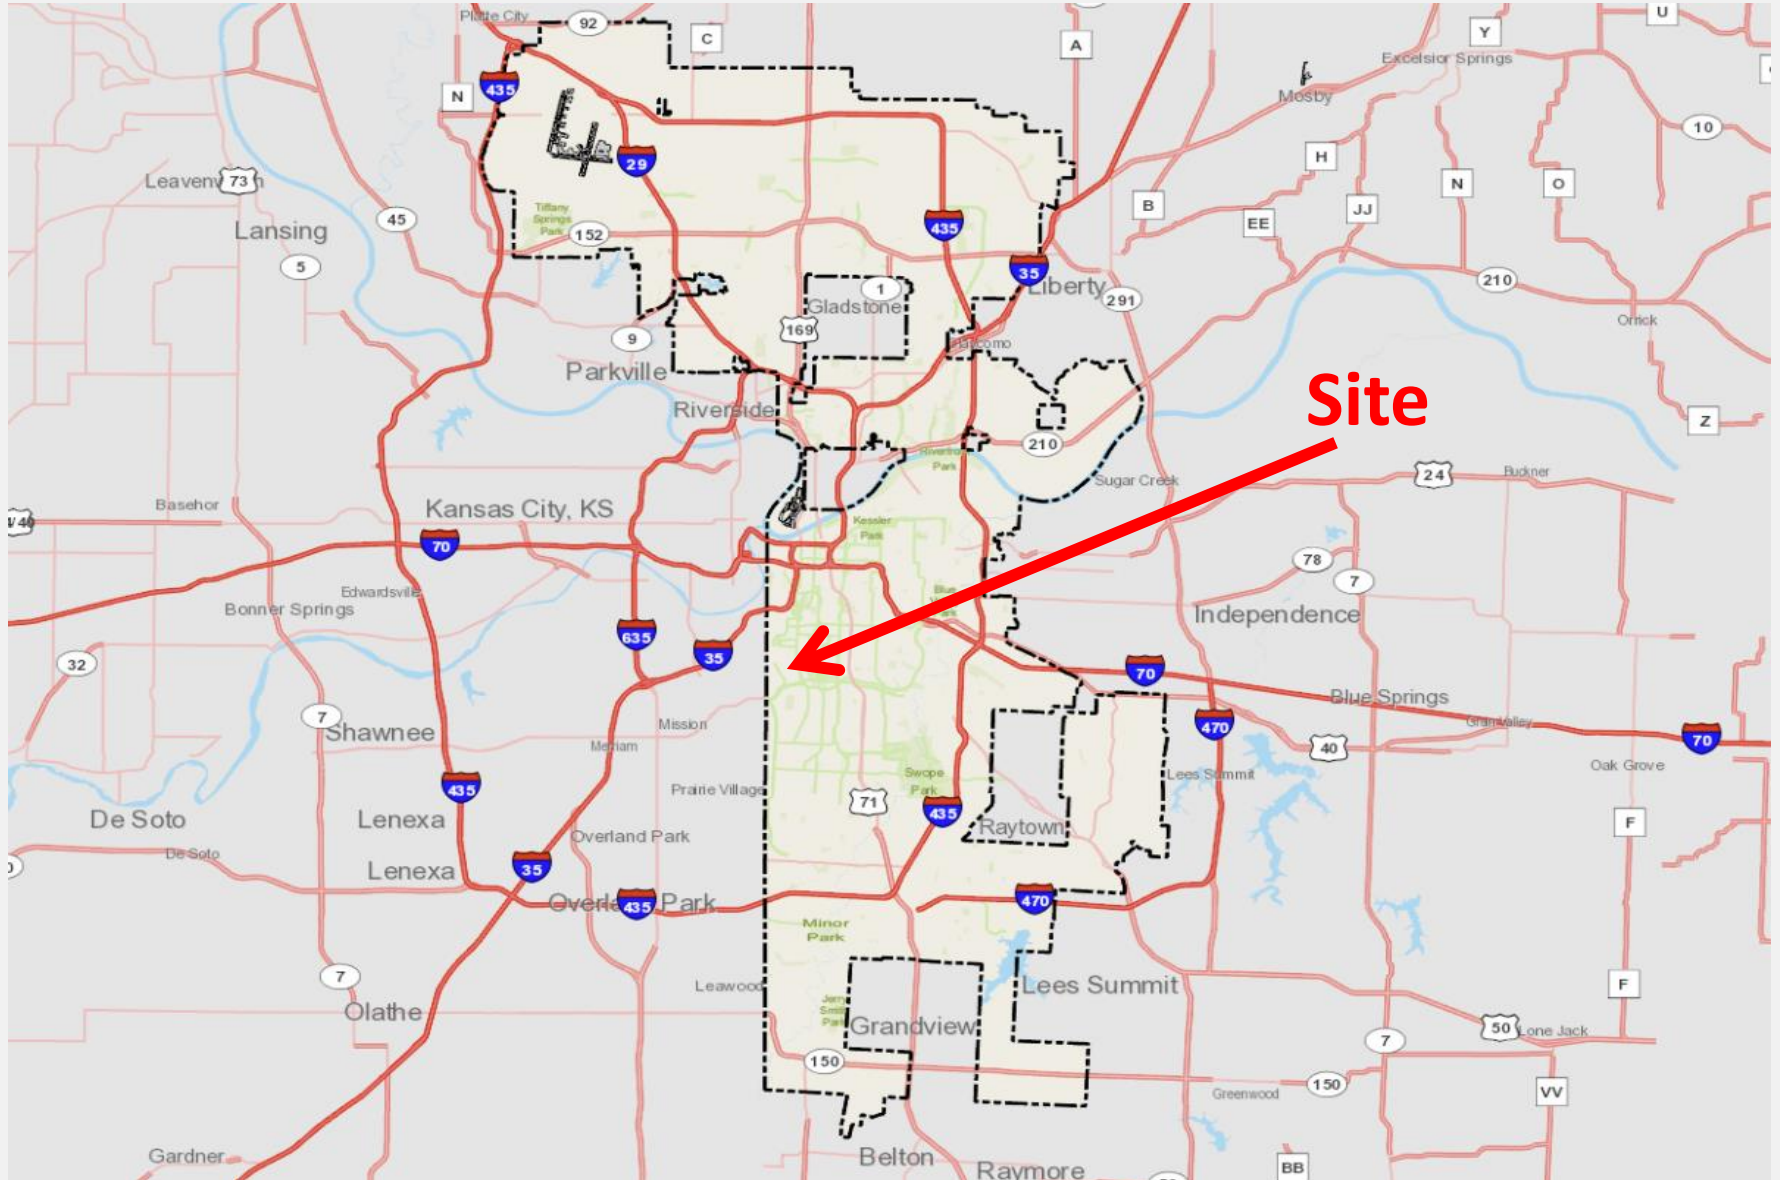 Platte City
92
C
A
U
Y
Excelsior Springs
435
N
Mosby
10
29
H
73
45
Lansing
5
Tiffany
Springs
Park
152
435
B
EE
JJ
N
O
35
Liberty
291
210
1
Gladstone
169
9
Parkville
Orrick
Riverside
Site
Z
210
Park
Sugar Creek
24
Buckner
Basehor
Kansas City, KS
Kessler
Park
70
78
7
Edwardsville
Bonner Springs
Blue
Independence
635
35
32
70
Blue Springs
7
Shawnee
Mission
Merriam
470
40
Grain Valley
70
Oak Grove
Swope
Park
Lees Summit
435
Prairie Village
71
435
De Soto
Lenexa
Raytown
F
Overland Park
De Soto
Lenexa
35
435
Park
470
Minor
Park
7
Leawood
Lees Summit
F
Olathe
Jerry
Smith
Park
Grandview
50
Lone Jack
7
150
150
Greenwood
VV
Gardner
Belton
Raymore
BB